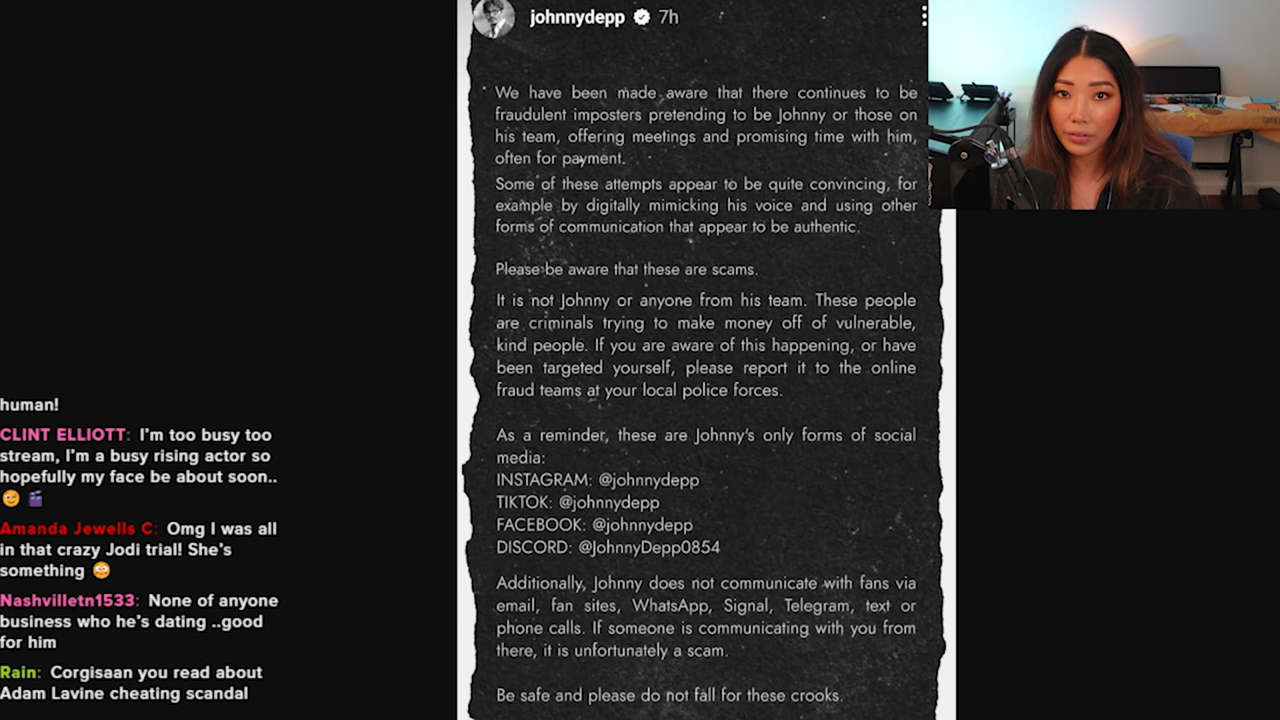 johnnydepp 7h
We have been made aware that there continues to be
fraudulent imposters pretending to be Johnny or those on
his team, offering meetings and promising time with him,
often for payment.
Some of these attempts appear to be quite convincing, for
example by digitally mimicking his voice and using other
forms of communication that appear to be authentic.
Please be aware that these are scams.
It is not Johnny or anyone from his team. These people
are criminals trying to make money off of vulnerable,
kind people. If you are aware of this happening, or have
been targeted yourself, please report it to the online
fraud teams at your local police forces.
As a reminder, these are Johnny's only forms of social
media:
INSTAGRAM: @johnnydepp
TIKTOK: @johnnydepp
FACEBOOK: @johnnydepp
DISCORD: @JohnnyDepp0854
Additionally, Johnny does not communicate with fans via
email, fan sites, WhatsApp, Signal, Telegram, text or
phone calls. If someone is communicating with you from
there, it is unfortunately a scam.
Be safe and please do not fall for these crooks.
human!
CLINT ELLIOTT: I'm too busy too
stream, I'm a busy rising actor so
hopefully my face be about soon..
😉 🎬
Amanda Jewells C: Omg I was all
in that crazy Jodi trial! She's
something 😳
Nashvilletn1533: None of anyone
business who he's dating ..good
for him
Rain: Corgisaan you read about
Adam Lavine cheating scandal